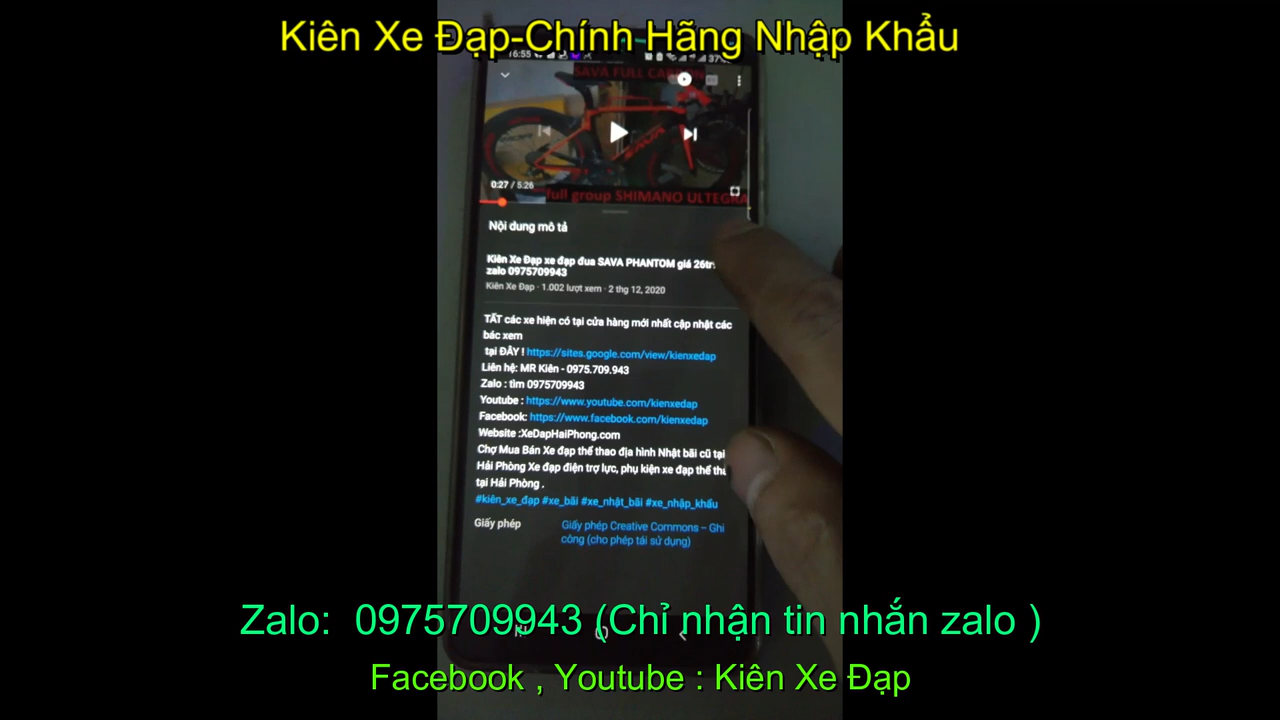 Kiên Xe Đạp-Chính Hãng Nhập Khẩu
16:55
37%
SAVA FULL CARBON
SAVA
0:27 / 5:26
full group SHIMANO ULTEGRA
Nội dung mô tả
Kiên Xe Đạp xe đạp đua SAVA PHANTOM giá 26tr
zalo 0975709943
Kiên Xe Đạp · 1.002 lượt xem · 2 thg 12, 2020
TẤT các xe hiện có tại cửa hàng mới nhất cập nhật các
bác xem
tại ĐÂY ! https://sites.google.com/view/kienxedap
Liên hệ: MR Kiên - 0975.709.943
Zalo : tìm 0975709943
Youtube : https://www.youtube.com/kienxedap
Facebook: https://www.facebook.com/kienxedap
Website :XeDapHaiPhong.com
Chợ Mua Bán Xe đạp thể thao địa hình Nhật bãi cũ tại
Hải Phòng Xe đạp điện trợ lực, phụ kiện xe đạp thể tha
tại Hải Phòng .
#kiên_xe_đạp #xe_bãi #xe_nhật_bãi #xe_nhập_khẩu
Giấy phép Giấy phép Creative Commons – Ghi
công (cho phép tái sử dụng)
Zalo: 0975709943 (Chỉ nhận tin nhắn zalo )
Facebook , Youtube : Kiên Xe Đạp